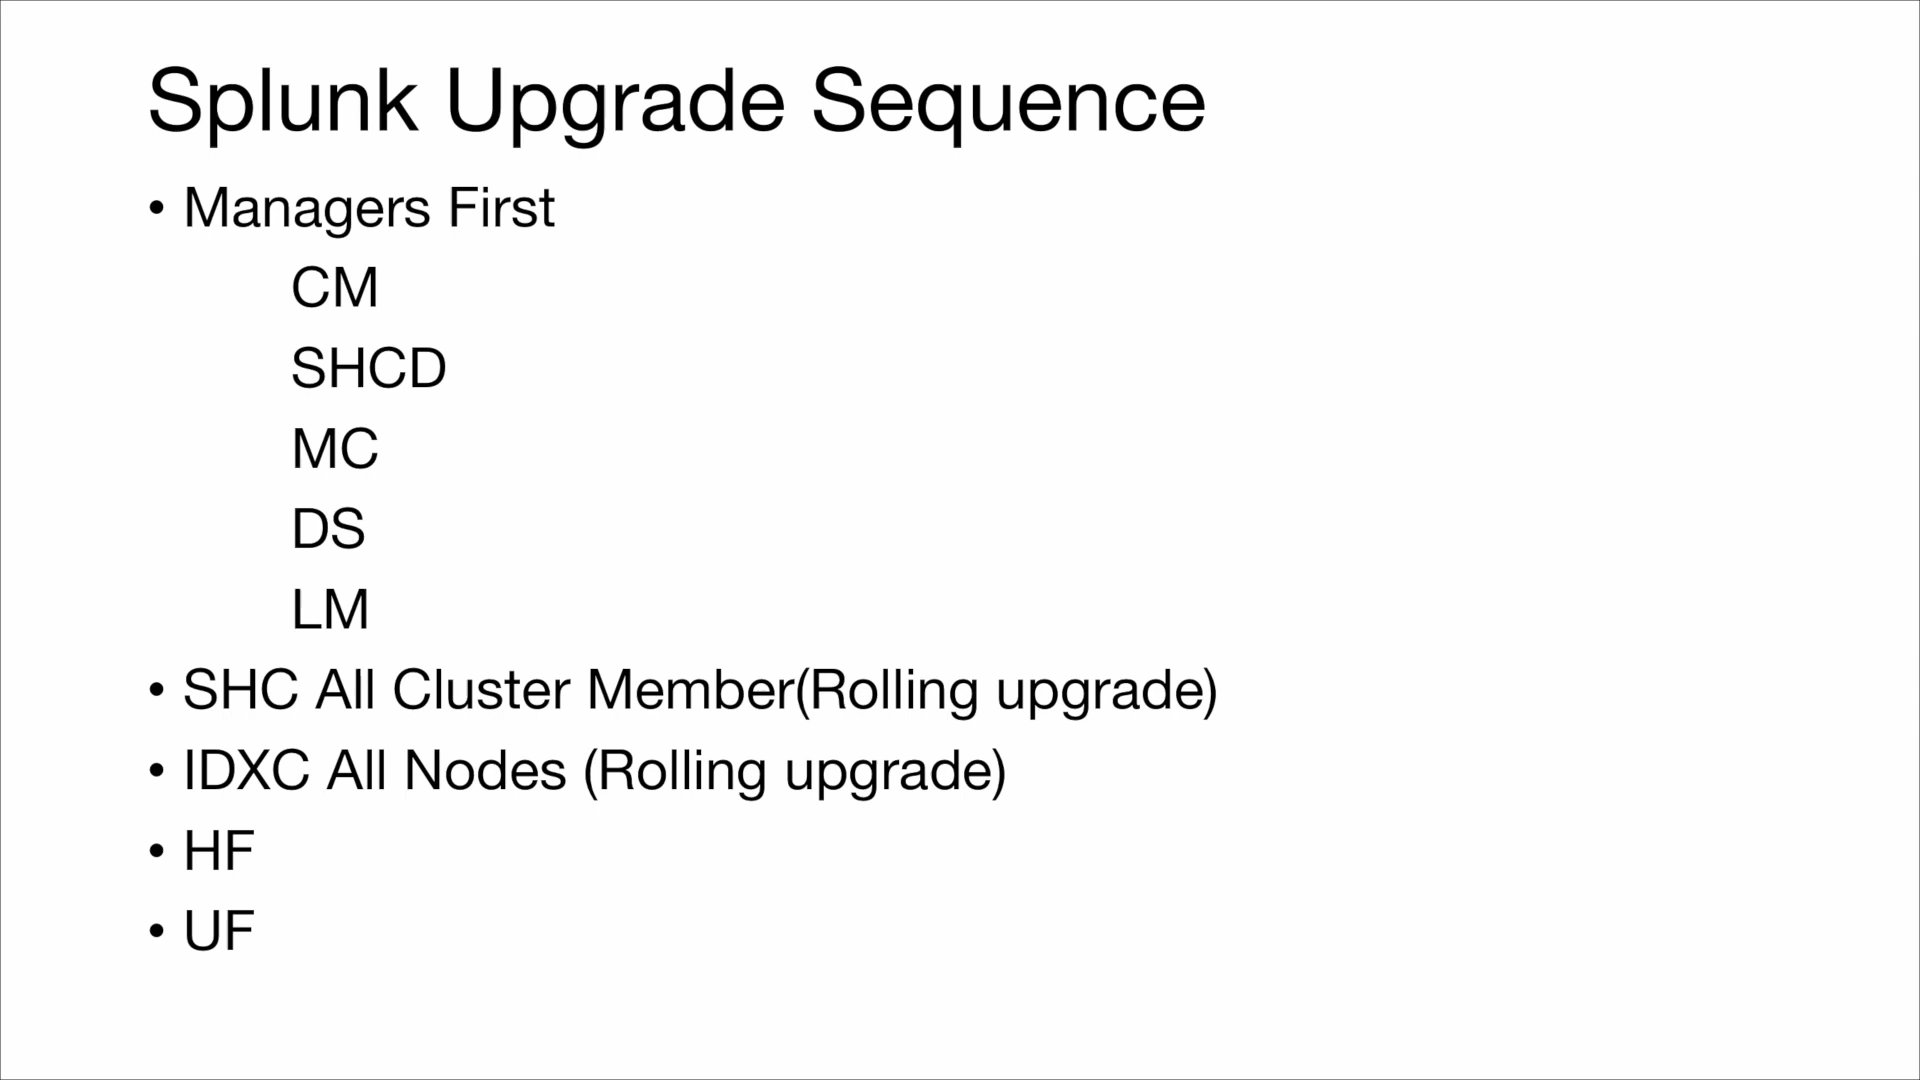 Splunk Upgrade Sequence
• Managers First
CM
SHCD
MC
DS
LM
• SHC All Cluster Member(Rolling upgrade)
• IDXC All Nodes (Rolling upgrade)
• HF
• UF